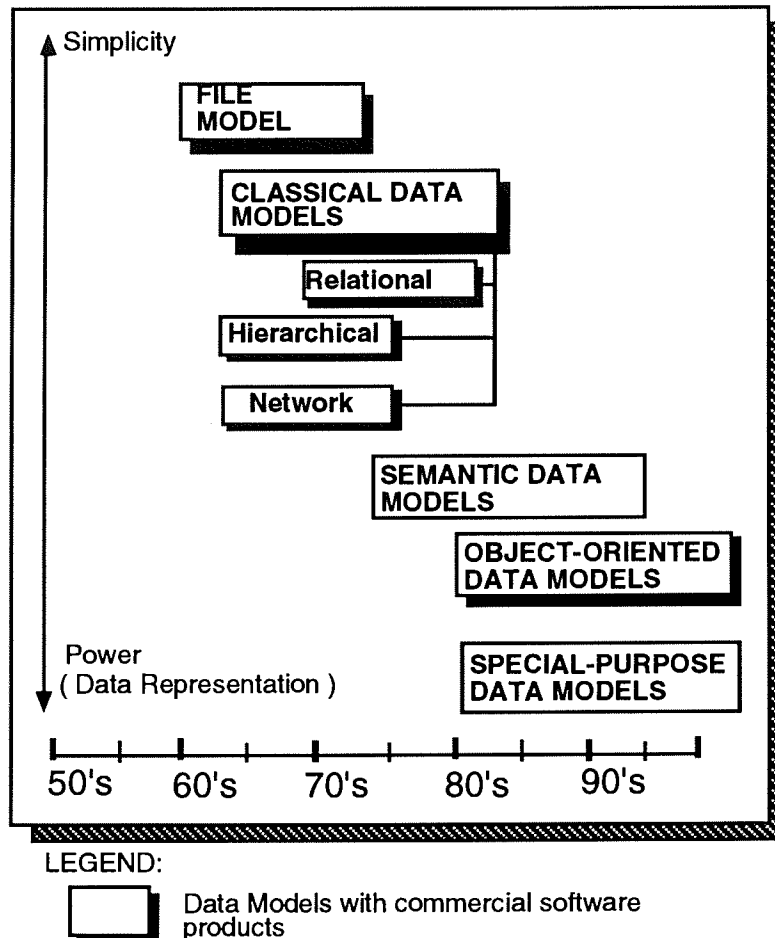 Simplicity
FILE
MODEL
CLASSICAL DATA
MODELS
Relational
Hierarchical
Network
SEMANTIC DATA
MODELS
OBJECT-ORIENTED
DATA MODELS
Power
( Data Representation )
SPECIAL-PURPOSE
DATA MODELS
50's 60's 70's 80's 90's
LEGEND:
Data Models with commercial software
products